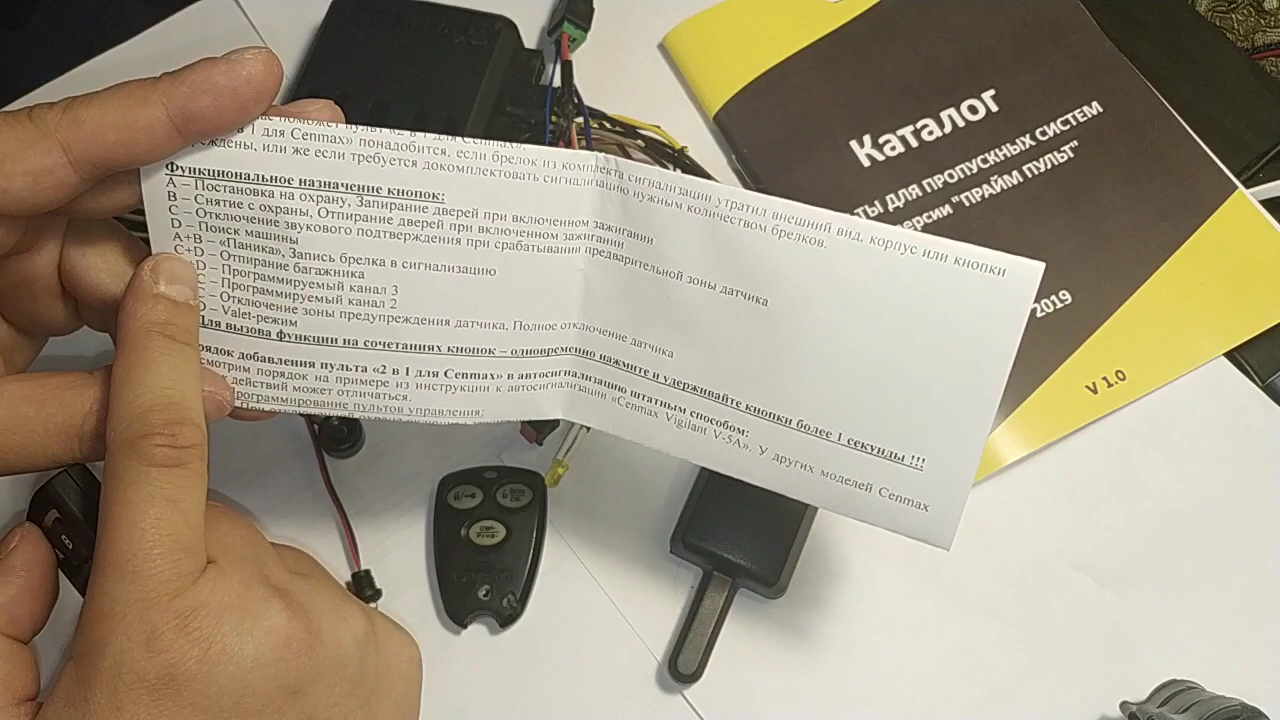 поможет пульт «2 в 1 для Cenmax».
в 1 для Cenmax» понадобится, если брелок из комплекта сигнализации утратил внешний вид, корпус или кнопки
или же если требуется докомплектовать сигнализацию нужным количеством брелков.
Функциональное назначение кнопок:
A – Постановка на охрану, Запирание дверей при включенном зажигании
B – Снятие с охраны, Отпирание дверей при включенном зажигании
C – Отключение звукового подтверждения при срабатывании предварительной зоны датчика
D – Поиск машины
A+B – «Паника», Запись брелка в сигнализацию
C+D – Отпирание багажника
D – Программируемый канал 3
C – Программируемый канал 2
C – Отключение зоны предупреждения датчика, Полное отключение датчика
D – Valet-режим
Для вызова функции на сочетаниях кнопок – одновременно нажмите и удерживайте кнопки более 1 секунды !!!
добавления пульта «2 в 1 для Cenmax» в автосигнализацию штатным способом:
порядок на примере из инструкции к автосигнализации «Cenmax Vigilant V-5A». У других моделей Cenmax
действий может отличаться.
Программирование пультов управления:
Каталог
ДЛЯ ПРОПУСКНЫХ СИСТЕМ
версии "ПРАЙМ ПУЛЬТ"
2019
V 1.0
Prog.
B